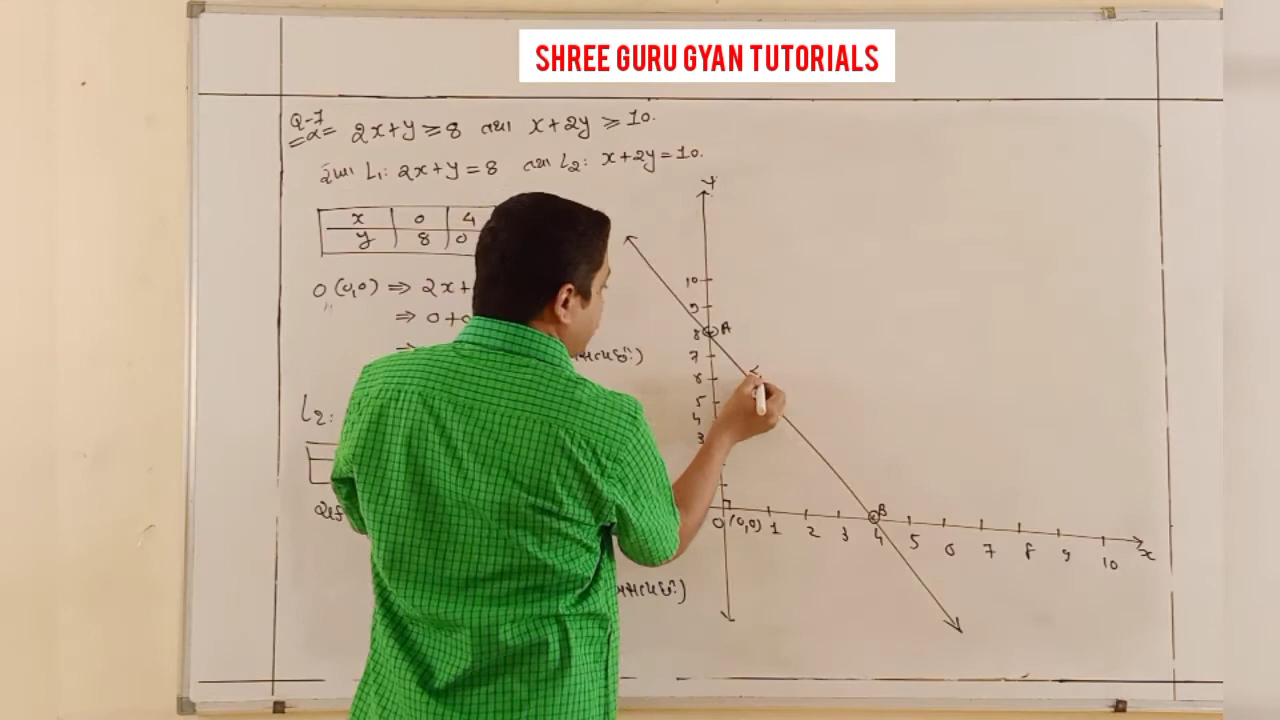 SHREE GURU GYAN TUTORIALS
Q-7
2x+y ≥ 8 તથા x+2y ≥ 10.
રેખા L₁: 2x+y = 8 તથા L₂: x+2y = 10.
x 0 4
y 8 0
O (0,0) ⇒ 2x+
⇒ 0+0
⇒
L₂:
Y
10
9
8 A
7
6
5
4
3
B
O (0,0) 1 2 3 4 5 6 7 8 9 10 x